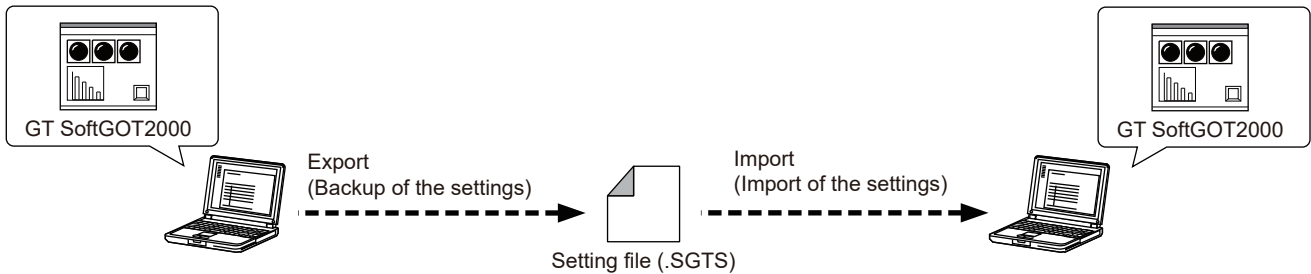 GT SoftGOT2000
GT SoftGOT2000
Export
(Backup of the settings)
Import
(Import of the settings)
Setting file (.SGTS)